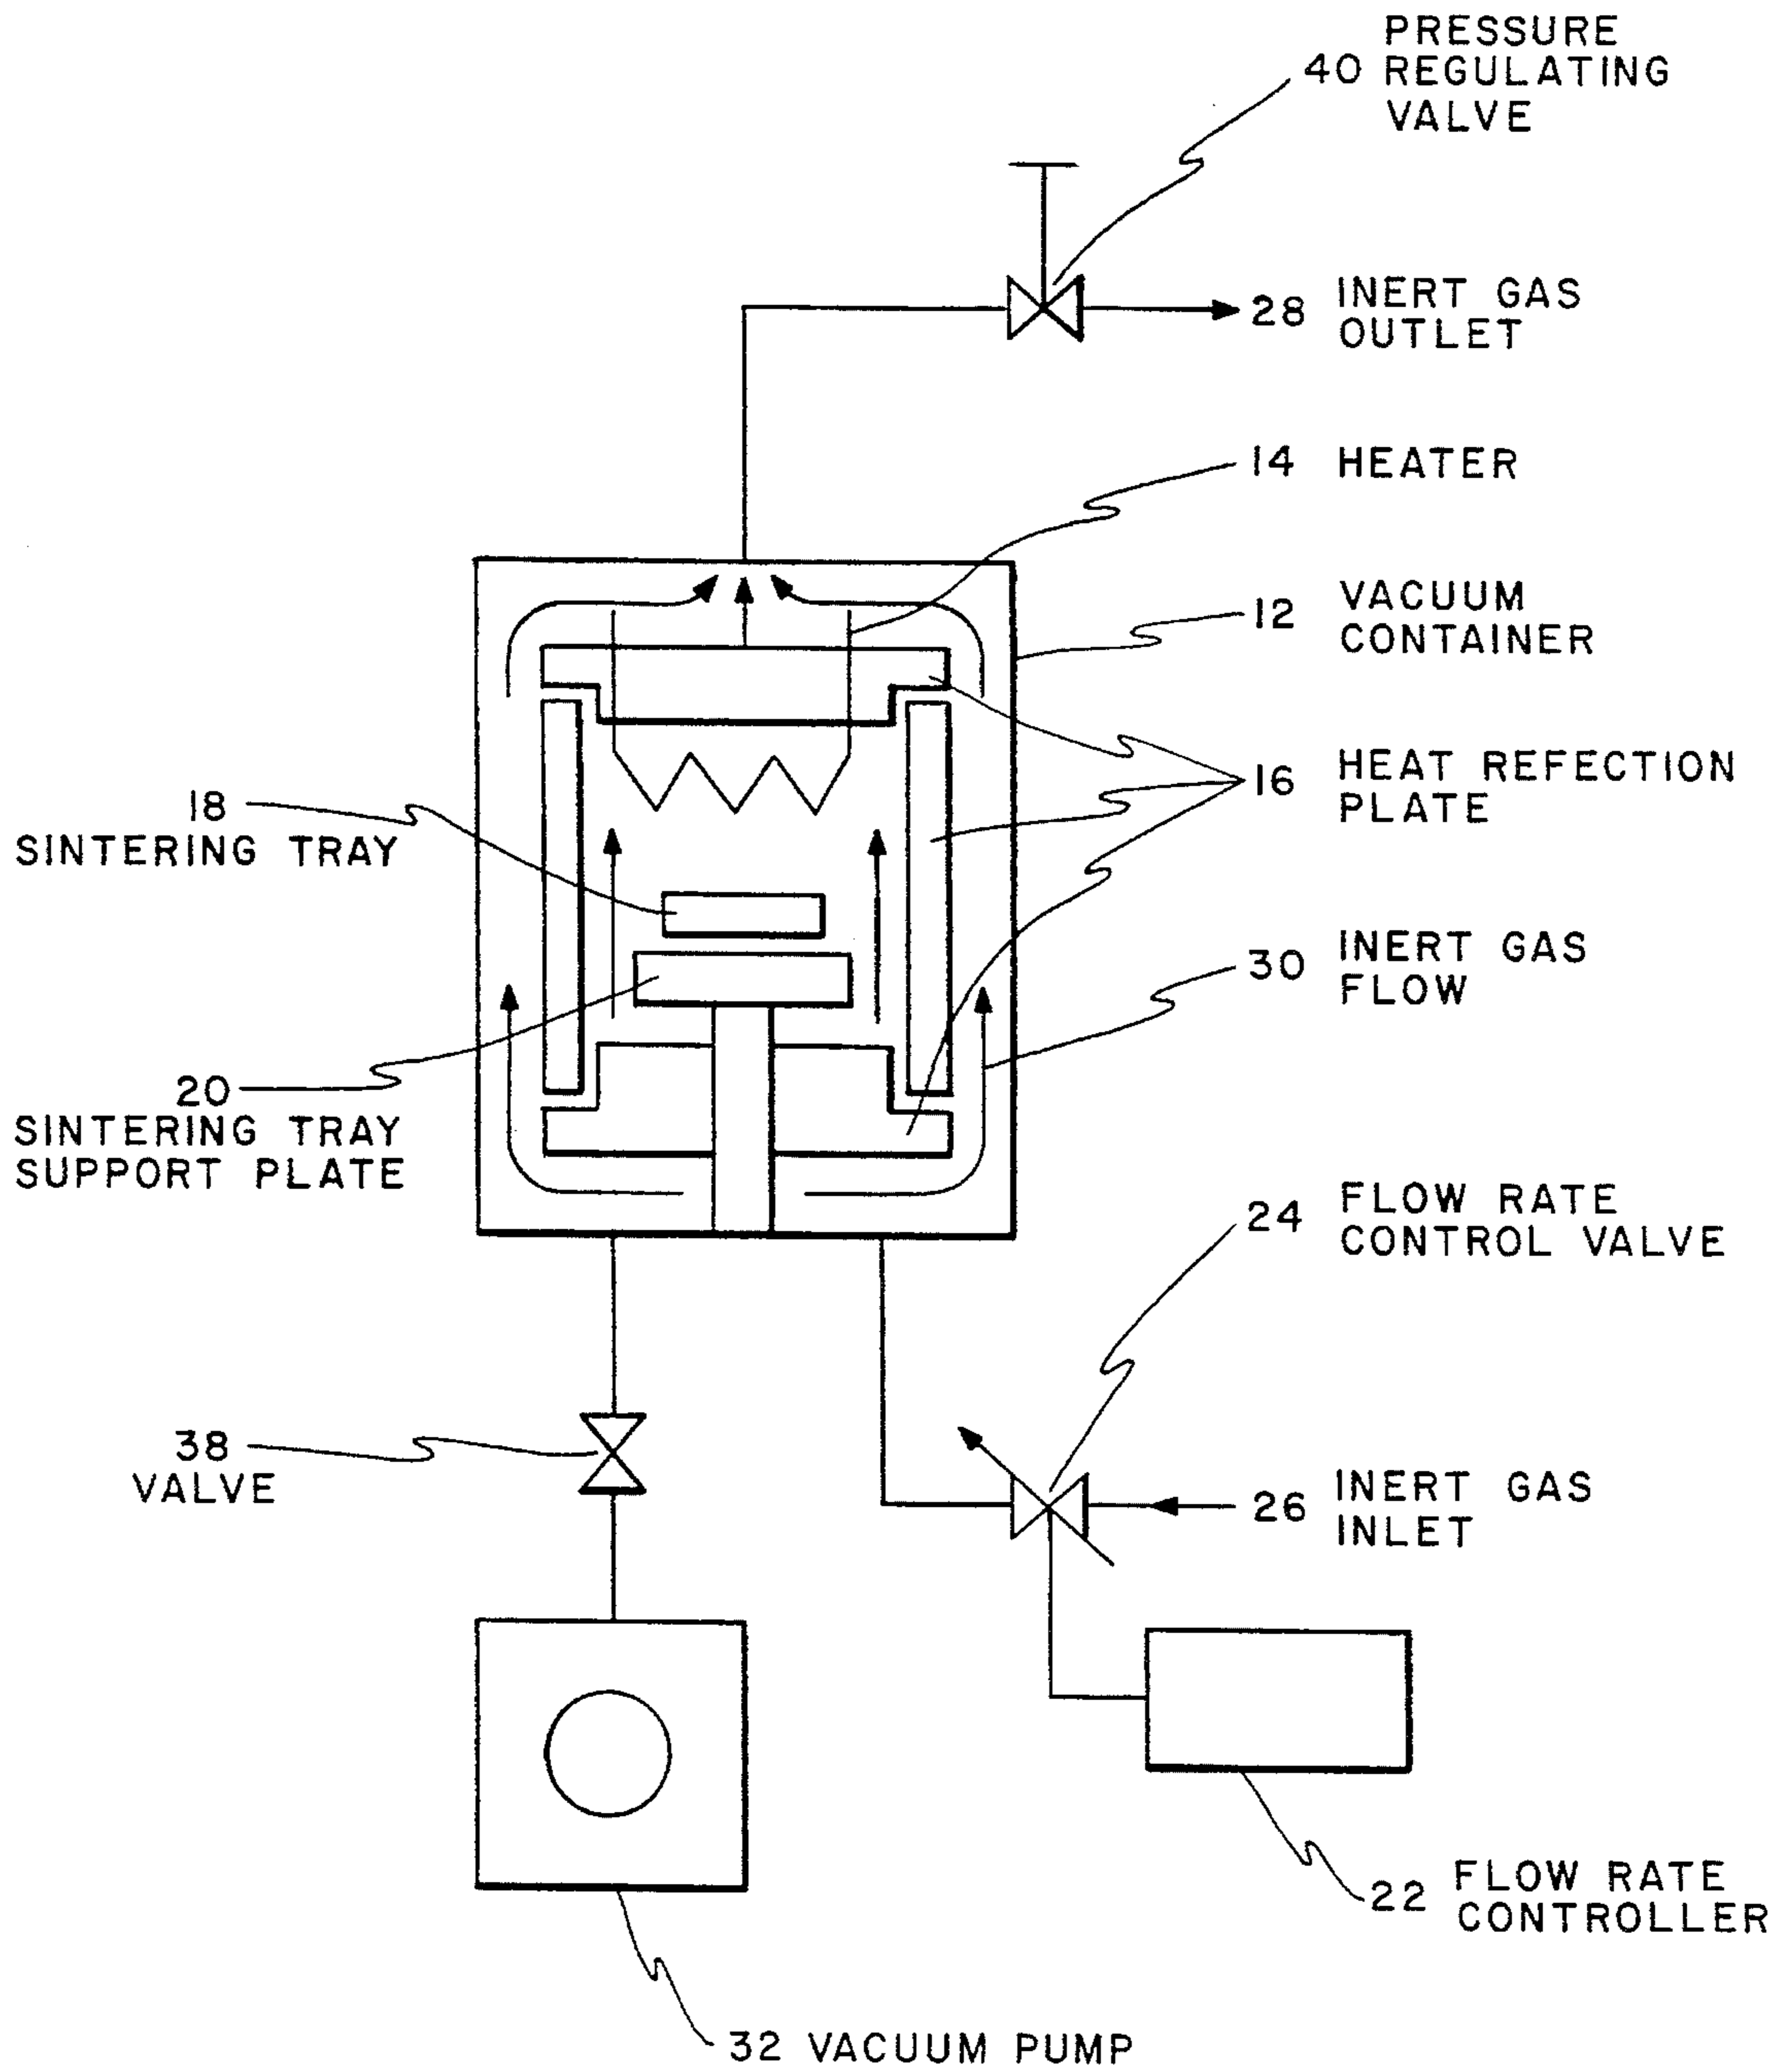 PRESSURE
40 REGULATING
VALVE
28 INERT GAS
OUTLET
14 HEATER
12 VACUUM
CONTAINER
16 HEAT REFECTION
PLATE
18
SINTERING TRAY
30 INERT GAS
FLOW
20
SINTERING TRAY
SUPPORT PLATE
24 FLOW RATE
CONTROL VALVE
38
VALVE
26 INERT GAS
INLET
22 FLOW RATE
CONTROLLER
32 VACUUM PUMP